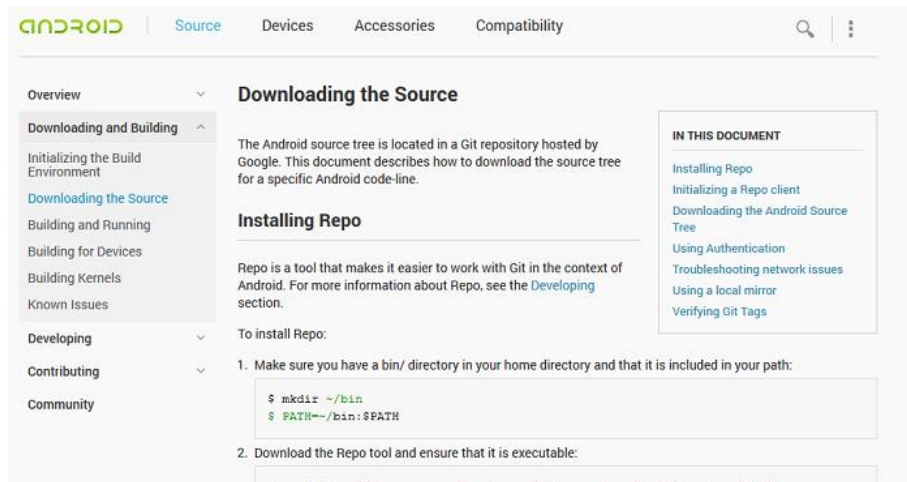 ANDROID
Source
Devices
Accessories
Compatibility
Overview
Downloading and Building
Initializing the Build
Environment
Downloading the Source
Building and Running
Building for Devices
Building Kernels
Known Issues
Developing
Contributing
Community
Downloading the Source
The Android source tree is located in a Git repository hosted by
Google. This document describes how to download the source tree
for a specific Android code-line.
Installing Repo
Repo is a tool that makes it easier to work with Git in the context of
Android. For more information about Repo, see the Developing
section.
To install Repo:
1. Make sure you have a bin/ directory in your home directory and that it is included in your path:
$ mkdir ~/bin
$ PATH=~/bin:$PATH
2. Download the Repo tool and ensure that it is executable:
IN THIS DOCUMENT
Installing Repo
Initializing a Repo client
Downloading the Android Source
Tree
Using Authentication
Troubleshooting network issues
Using a local mirror
Verifying Git Tags